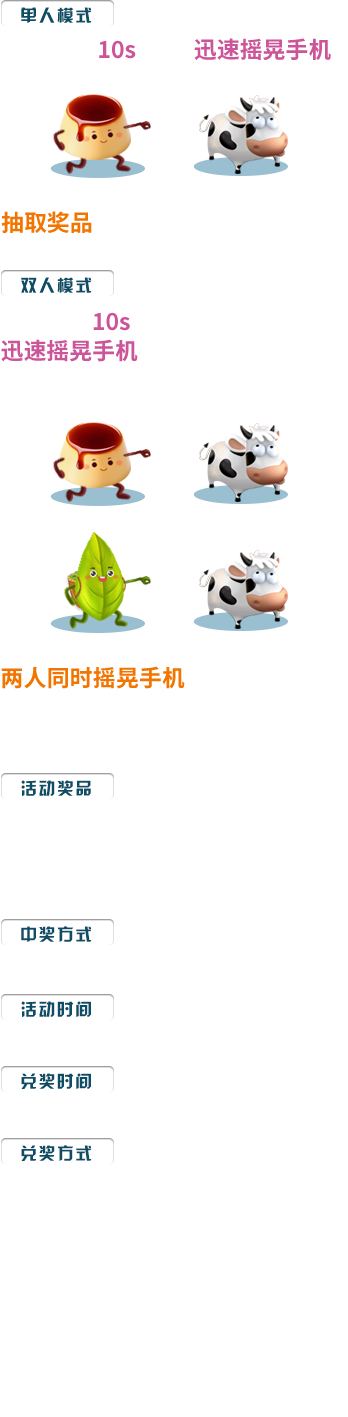 单人模式
10s 迅速摇晃手机
抽取奖品
双人模式
10s
迅速摇晃手机
两人同时摇晃手机
活动奖品
中奖方式
活动时间
兑奖时间
兑奖方式